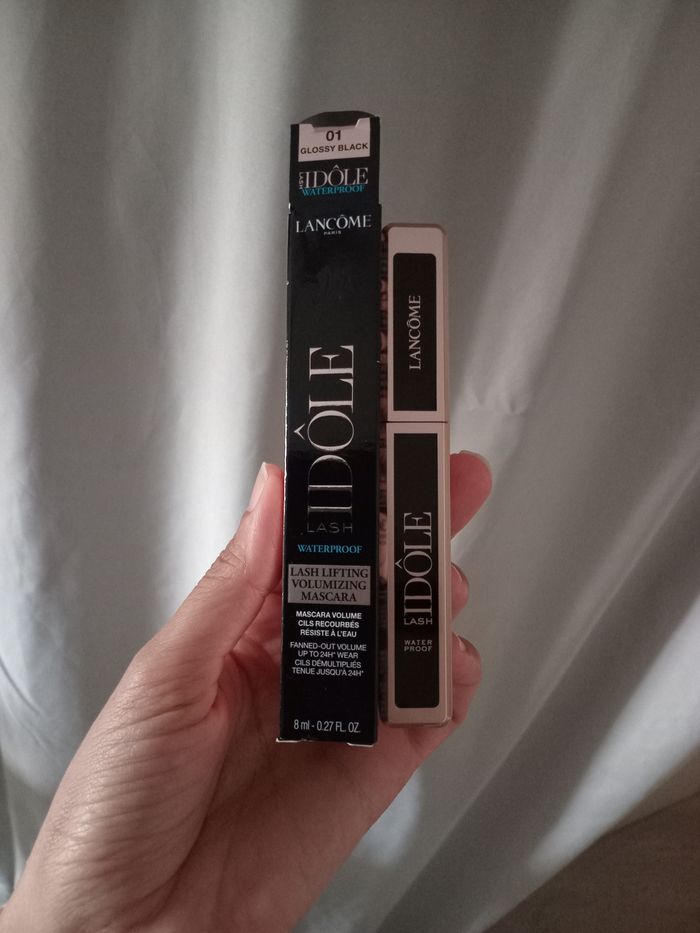 01
GLOSSY BLACK
LASH IDÔLE
WATERPROOF
LANCÔME
PARIS
IDÔLE
LASH
WATERPROOF
LASH LIFTING
VOLUMIZING
MASCARA
MASCARA VOLUME
CILS RECOURBÉS
RÉSISTE À L'EAU
FANNED-OUT VOLUME
UP TO 24H* WEAR
CILS DÉMULTIPLIÉS
TENUE JUSQU'À 24H*
8 ml - 0.27 FL. OZ.
LANCÔME
IDÔLE
LASH
WATER
PROOF